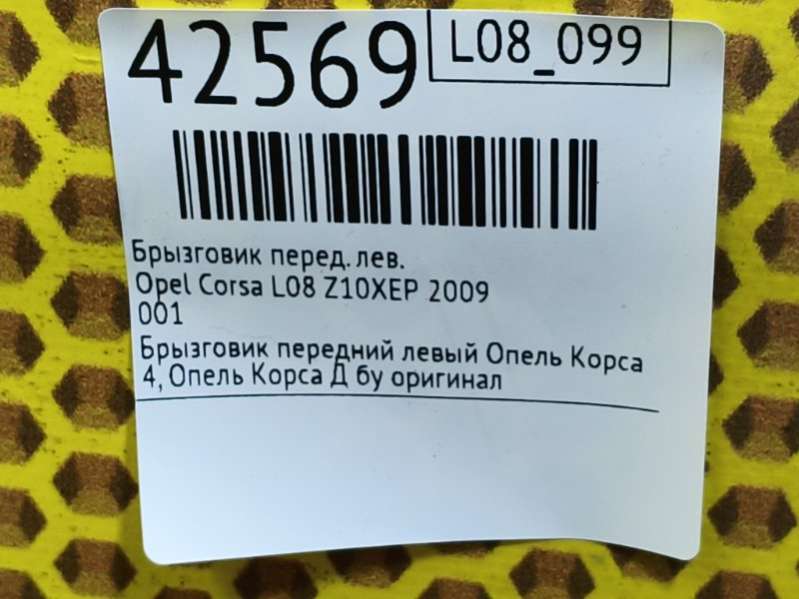 42569
L08_099
Брызговик перед. лев.
Opel Corsa L08 Z10XEP 2009
001
Брызговик передний левый Опель Корса
4, Опель Корса Д бу оригинал